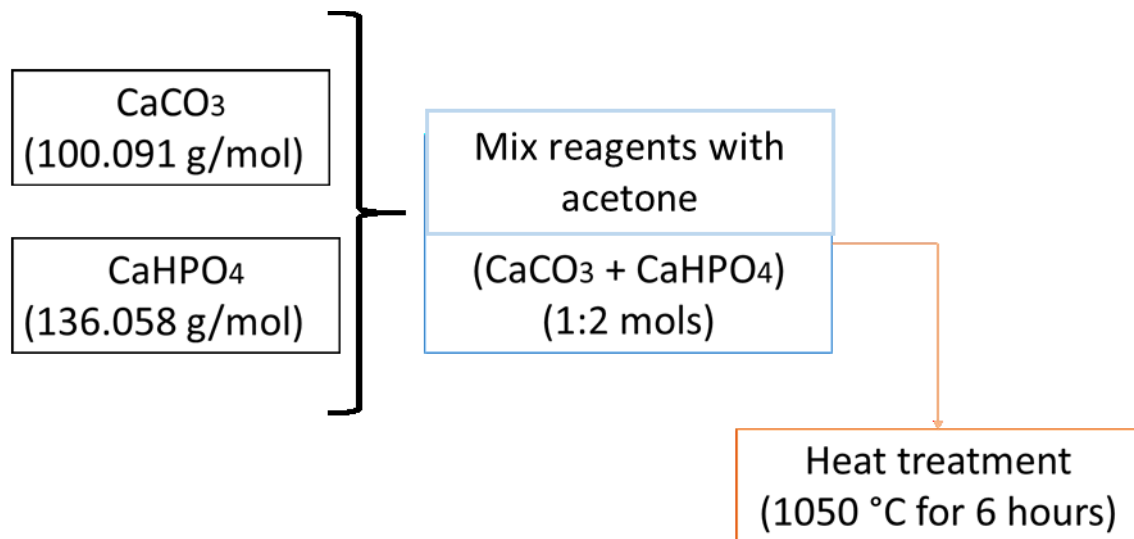 CaCO3
(100.091 g/mol)
CaHPO4
(136.058 g/mol)
Mix reagents with
acetone
(CaCO3 + CaHPO4)
(1:2 mols)
Heat treatment
(1050 °C for 6 hours)